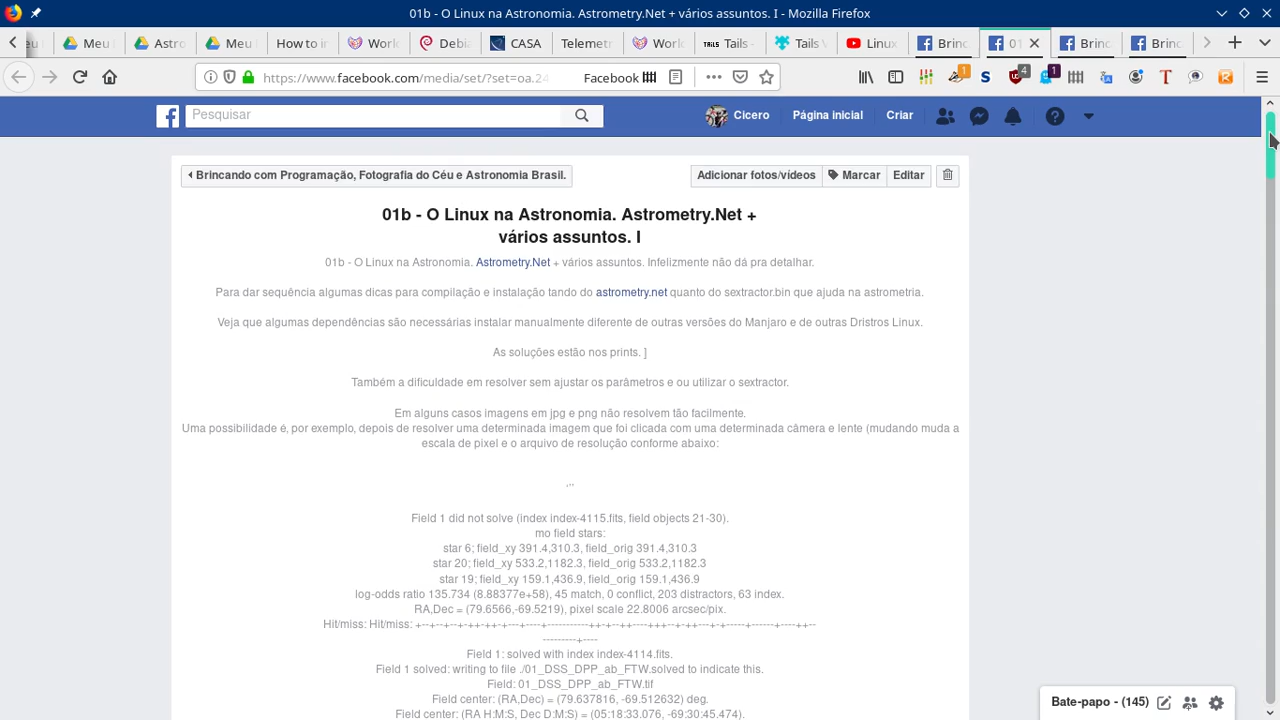 01b - O Linux na Astronomia. Astrometry.Net + vários assuntos. I - Mozilla Firefox
Meu
Astro
Meu
How to in
Work
Debia
CASA
Telemetr
Work
TAILS Tails -
Tails
Linux
Brinc
01
Brinc
Brinc
https://www.facebook.com/media/set/?set=oa.24
Facebook
1
S
4
1
T
Pesquisar
Cicero
Página inicial
Criar
Brincando com Programação, Fotografia do Céu e Astronomia Brasil.
Adicionar fotos/vídeos
Marcar
Editar
01b - O Linux na Astronomia. Astrometry.Net +
vários assuntos. I
01b - O Linux na Astronomia. Astrometry.Net + vários assuntos. Infelizmente não dá pra detalhar.
Para dar sequência algumas dicas para compilação e instalação tando do astrometry.net quanto do sextractor.bin que ajuda na astrometria.
Veja que algumas dependências são necessárias instalar manualmente diferente de outras versões do Manjaro e de outras Dristros Linux.
As soluções estão nos prints. ]
Também a dificuldade em resolver sem ajustar os parâmetros e ou utilizar o sextractor.
Em alguns casos imagens em jpg e png não resolvem tão facilmente.
Uma possibilidade é, por exemplo, depois de resolver uma determinada imagem que foi clicada com uma determinada câmera e lente (mudando muda a
escala de pixel e o arquivo de resolução conforme abaixo:
,,,
Field 1 did not solve (index index-4115.fits, field objects 21-30).
mo field stars:
star 6; field_xy 391.4,310.3, field_orig 391.4,310.3
star 20; field_xy 533.2,1182.3, field_orig 533.2,1182.3
star 19; field_xy 159.1,436.9, field_orig 159.1,436.9
log-odds ratio 135.734 (8.88377e+58), 45 match, 0 conflict, 203 distractors, 63 index.
RA,Dec = (79.6566,-69.5219), pixel scale 22.8006 arcsec/pix.
Hit/miss: Hit/miss: +--+--+--+-++-++-+---+----+-----------++-+--++----+++--+-++---+-+-----+------+----++--
---------+----
Field 1: solved with index index-4114.fits.
Field 1 solved: writing to file ./01_DSS_DPP_ab_FTW.solved to indicate this.
Field: 01_DSS_DPP_ab_FTW.tif
Field center: (RA,Dec) = (79.637816, -69.512632) deg.
Field center: (RA H:M:S, Dec D:M:S) = (05:18:33.076, -69:30:45.474).
Bate-papo - (145)